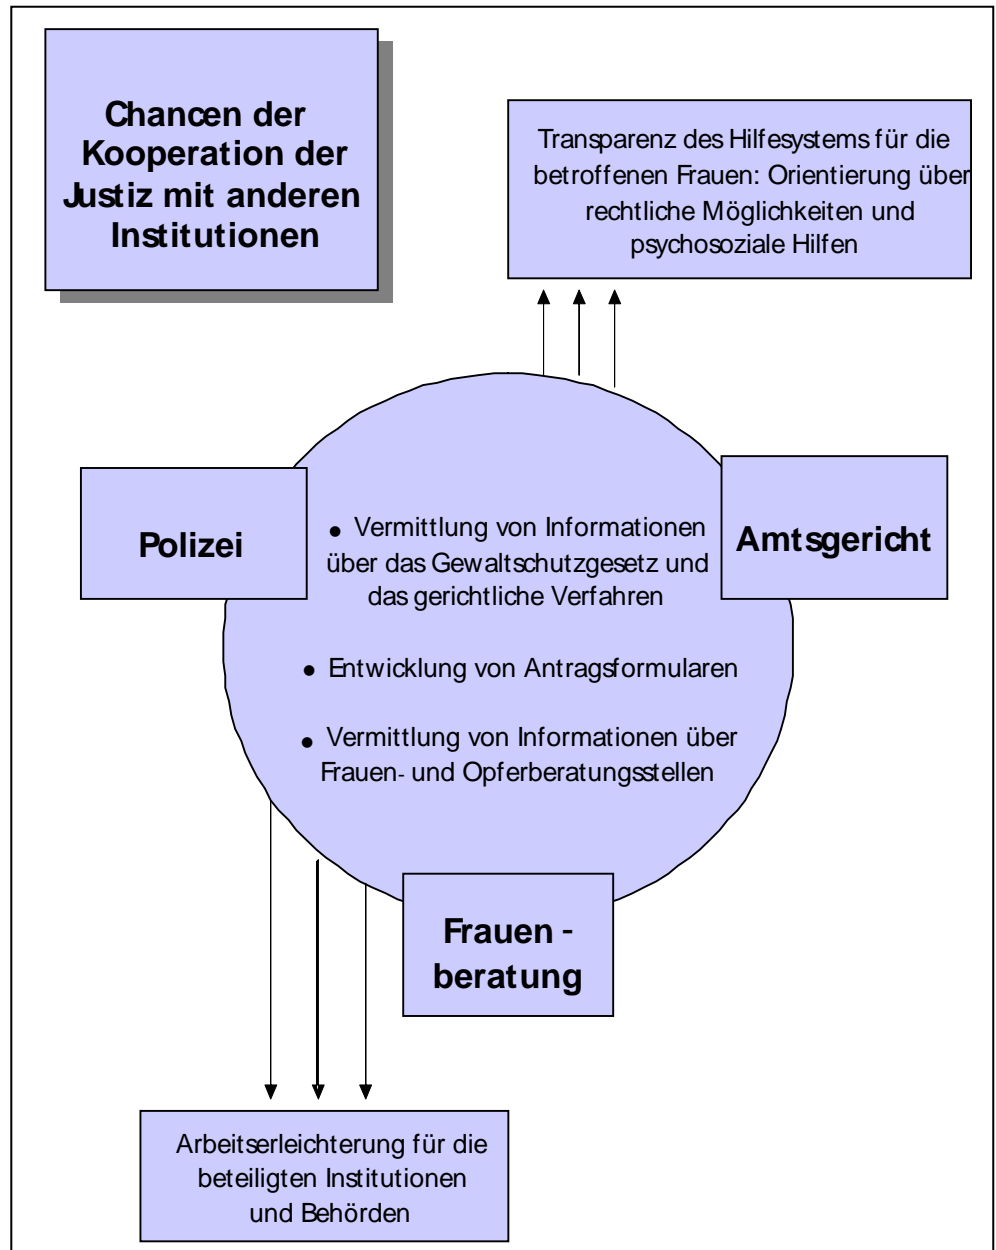 Chancen der
Kooperation der
Justiz mit anderen
Institutionen
Transparenz des Hilfesystems für die
betroffenen Frauen: Orientierung über
rechtliche Möglichkeiten und
psychosoziale Hilfen
Polizei
Amtsgericht
• Vermittlung von Informationen
über das Gewaltschutzgesetz und
das gerichtliche Verfahren
• Entwicklung von Antragsformularen
• Vermittlung von Informationen über
Frauen- und Opferberatungsstellen
Frauen -
beratung
Arbeitserleichterung für die
beteiligten Institutionen
und Behörden